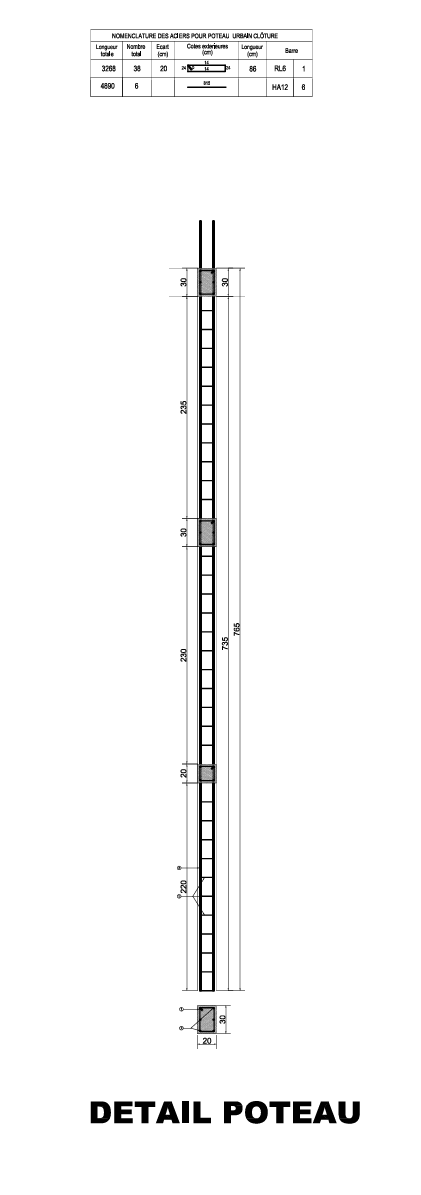 NOMENCLATURE DES ACIERS POUR POTEAU URBAIN CLÔTURE
Longueur totale Nombre total Ecart (cm) Cotes exterieures (cm) Longueur (cm) Barre
3268 38 20 24 14 14 24 86 RL6 1
4890 6 815 HA12 6
30 30
235
30
230 735 765
20
220
30
20
DETAIL POTEAU